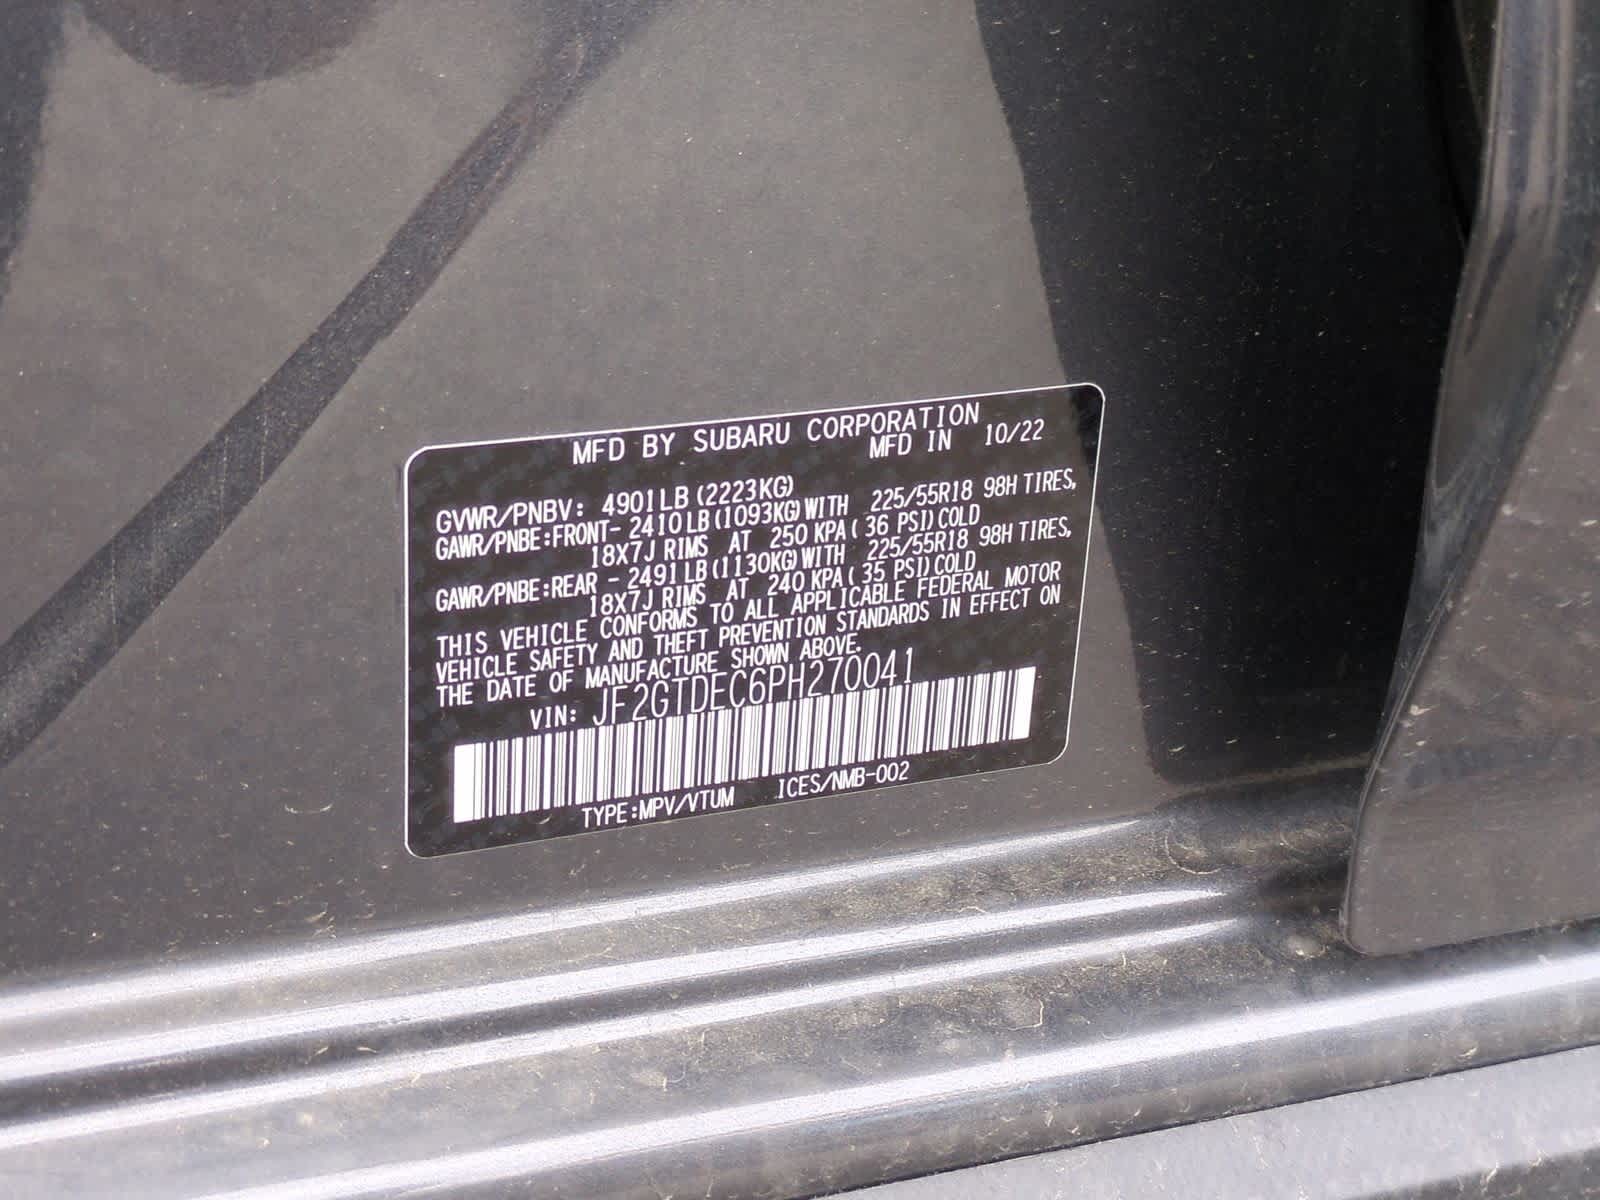 MFD BY SUBARU CORPORATION
MFD IN 10/22
GVWR/PNBV: 4901LB(2223KG)
GAWR/PNBE:FRONT- 2410LB(1093KG)WITH 225/55R18 98H TIRES,
18X7J RIMS AT 250 KPA( 36 PSI)COLD
GAWR/PNBE:REAR - 2491LB(1130KG)WITH 225/55R18 98H TIRES,
18X7J RIMS AT 240 KPA( 35 PSI)COLD
THIS VEHICLE CONFORMS TO ALL APPLICABLE FEDERAL MOTOR
VEHICLE SAFETY AND THEFT PREVENTION STANDARDS IN EFFECT ON
THE DATE OF MANUFACTURE SHOWN ABOVE.
VIN: JF2GTDEC6PH270041
TYPE:MPV/VTUM ICES/NMB-002